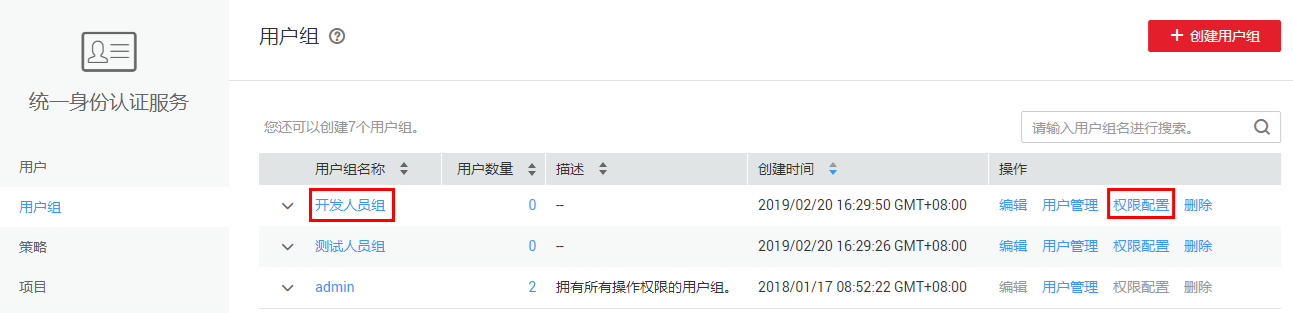 统一身份认证服务
用户
用户组
策略
项目
用户组 ?
+ 创建用户组
您还可以创建7个用户组。
请输入用户组名进行搜索。
用户组名称 用户数量 描述 创建时间 操作
开发人员组 0 -- 2019/02/20 16:29:50 GMT+08:00 编辑 用户管理 权限配置 删除
测试人员组 0 -- 2019/02/20 16:29:26 GMT+08:00 编辑 用户管理 权限配置 删除
admin 2 拥有所有操作权限的用户组。 2018/01/17 08:52:22 GMT+08:00 编辑 用户管理 权限配置 删除